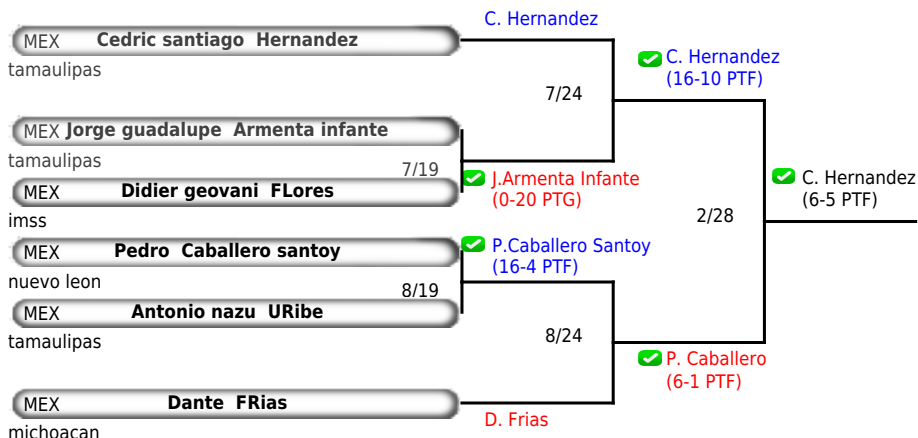 C. Hernandez
MEX Cedric santiago Hernandez
tamaulipas
C. Hernandez
(16-10 PTF)
7/24
MEX Jorge guadalupe Armenta infante
tamaulipas
7/19
J.Armenta Infante
(0-20 PTG)
MEX Didier geovani FLores
imss
C. Hernandez
(6-5 PTF)
2/28
MEX Pedro Caballero santoy
nuevo leon
P.Caballero Santoy
(16-4 PTF)
8/19
MEX Antonio nazu URibe
tamaulipas
8/24
P. Caballero
(6-1 PTF)
MEX Dante FRias
michoacan
D. Frias